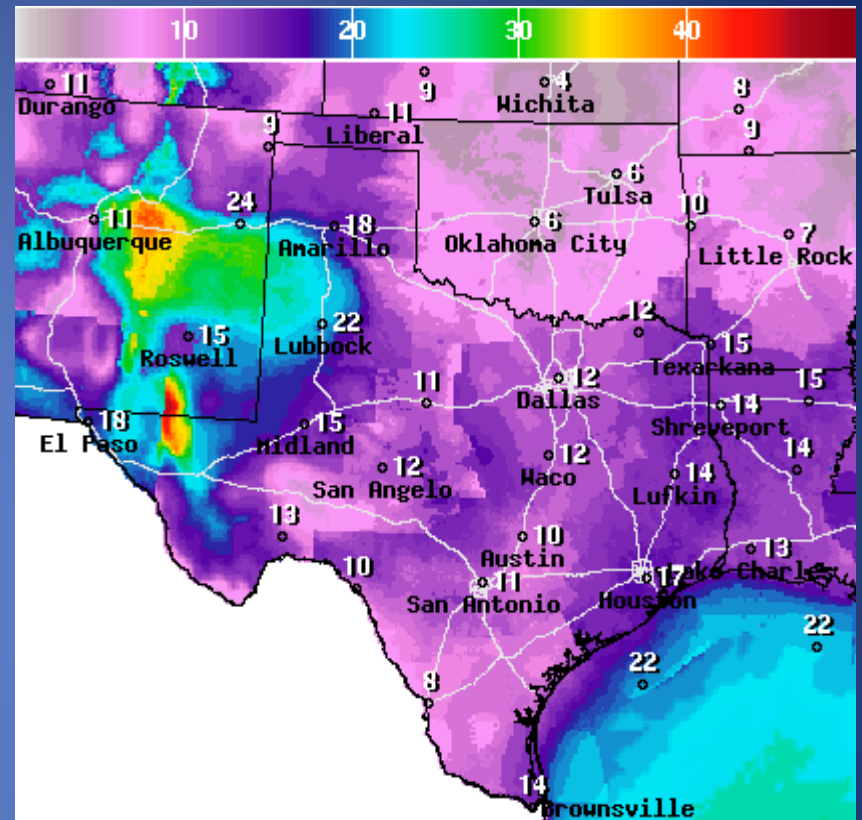 10 20 30 40
11
Durango
9
4
Wichita
8
11
Liberal
9
9
6
Tulsa
11
Albuquerque
24
18
Amarillo
6
Oklahoma City
10
7
Little Rock
15
Roswell
22
Lubbock
12
15
Texarkana
12
Dallas
11
14
Shreveport
15
18
El Paso
15
Midland
12
San Angelo
12
Waco
14
Lufkin
14
13
10
Austin
13
Lake Charles
10
11
San Antonio
17
Houston
22
22
8
14
Brownsville